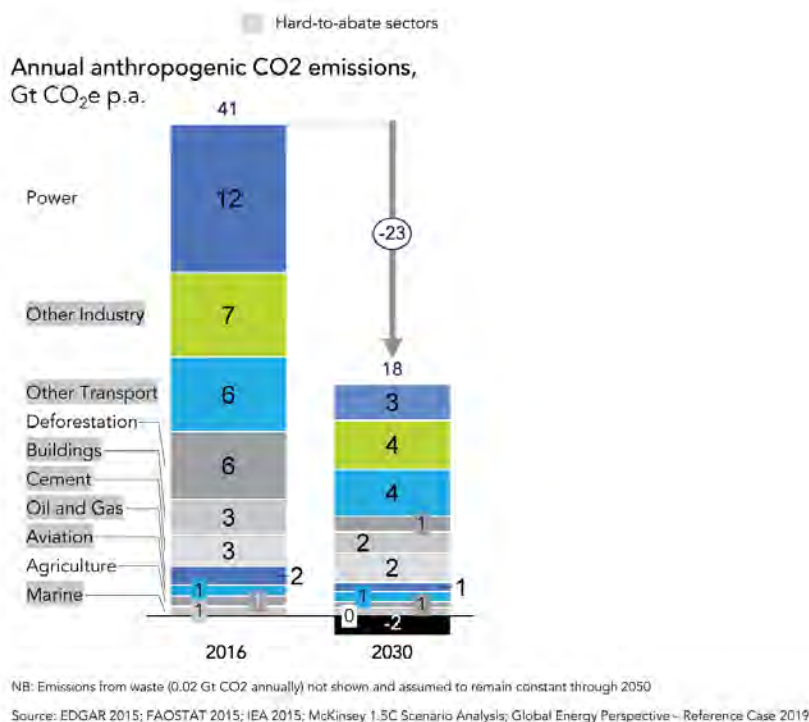 Hard-to-abate sectors
Annual anthropogenic CO2 emissions,
Gt CO₂e p.a.
41
Power
12
-23
Other Industry
7
18
Other Transport
6
3
Deforestation
4
Buildings
6
Cement
4
Oil and Gas
3
1
Aviation
2
3
2
Agriculture
2
1
1
1
Marine
1
1
1
0
-2
2016
2030
NB: Emissions from waste (0.02 Gt CO2 annually) not shown and assumed to remain constant through 2050
Source: EDGAR 2015; FAOSTAT 2015; IEA 2015; McKinsey 1.5C Scenario Analysis; Global Energy Perspective – Reference Case 2019